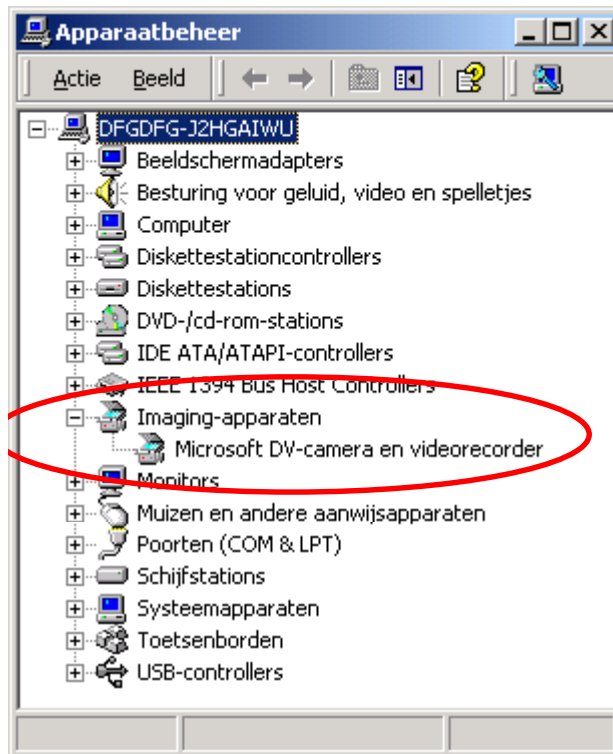 Apparaatbeheer
Actie Beeld
DFGDFG-J2HGAIWU
Beeldschermadapters
Besturing voor geluid, video en spelletjes
Computer
Diskettestationcontrollers
Diskettestations
DVD-/cd-rom-stations
IDE ATA/ATAPI-controllers
IEEE 1394 Bus Host Controllers
Imaging-apparaten
Microsoft DV-camera en videorecorder
Monitors
Muizen en andere aanwijsapparaten
Poorten (COM & LPT)
Schijfstations
Systeemapparaten
Toetsenborden
USB-controllers